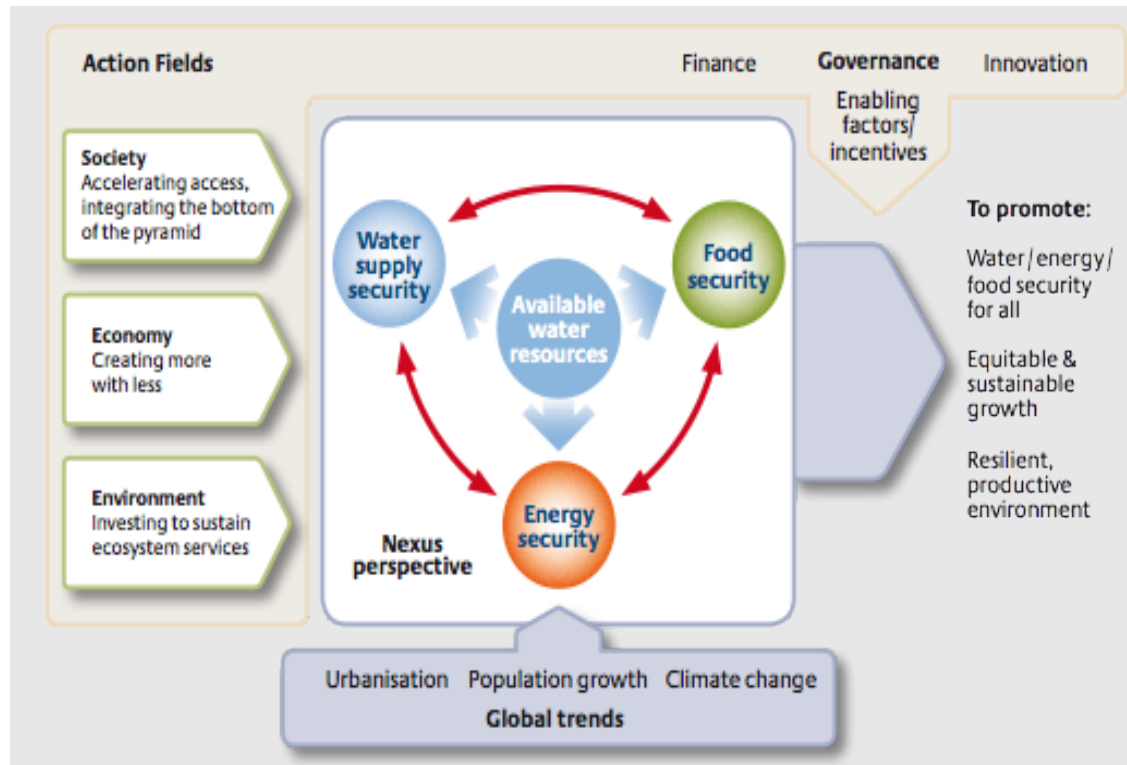 Action Fields
Finance
Governance
Innovation
Enabling
factors/
incentives
Society
Accelerating access,
integrating the bottom
of the pyramid
Economy
Creating more
with less
Environment
Investing to sustain
ecosystem services
Water
supply
security
Food
security
Available
water
resources
Energy
security
Nexus
perspective
To promote:
Water/energy/
food security
for all
Equitable &
sustainable
growth
Resilient,
productive
environment
Urbanisation Population growth Climate change
Global trends